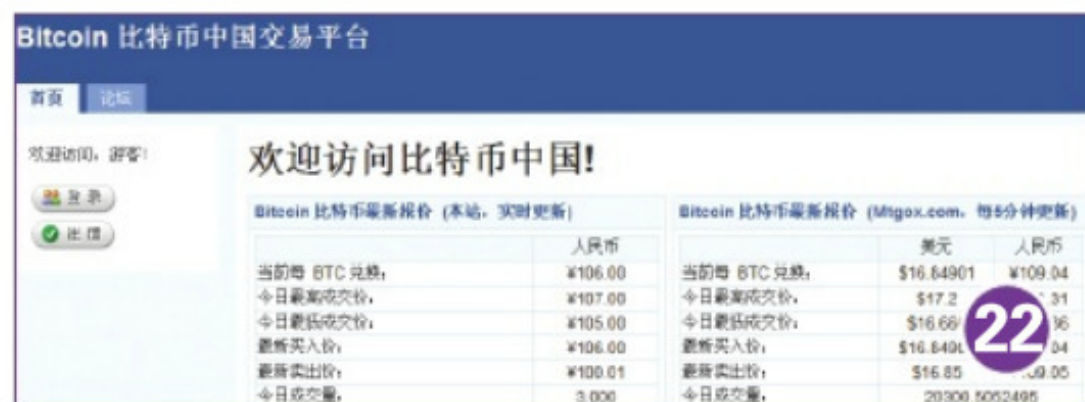 Bitcoin 比特币中国交易平台
首页 论坛
欢迎访问，游客！
登录
注册
欢迎访问比特币中国!
Bitcoin 比特币最新报价 (本站，实时更新)
人民币
当前每 BTC 兑换： ¥106.00
今日最高成交价： ¥107.00
今日最低成交价： ¥105.00
最新买入价： ¥106.00
最新卖出价： ¥109.01
今日成交量： 3.000
Bitcoin 比特币最新报价 (Mtgox.com，每5分钟更新)
美元 人民币
当前每 BTC 兑换： $16.84901 ¥109.04
今日最高成交价：
今日最低成交价：
最新买入价：
最新卖出价： $16.85
今日成交量： 20300.5052495
22